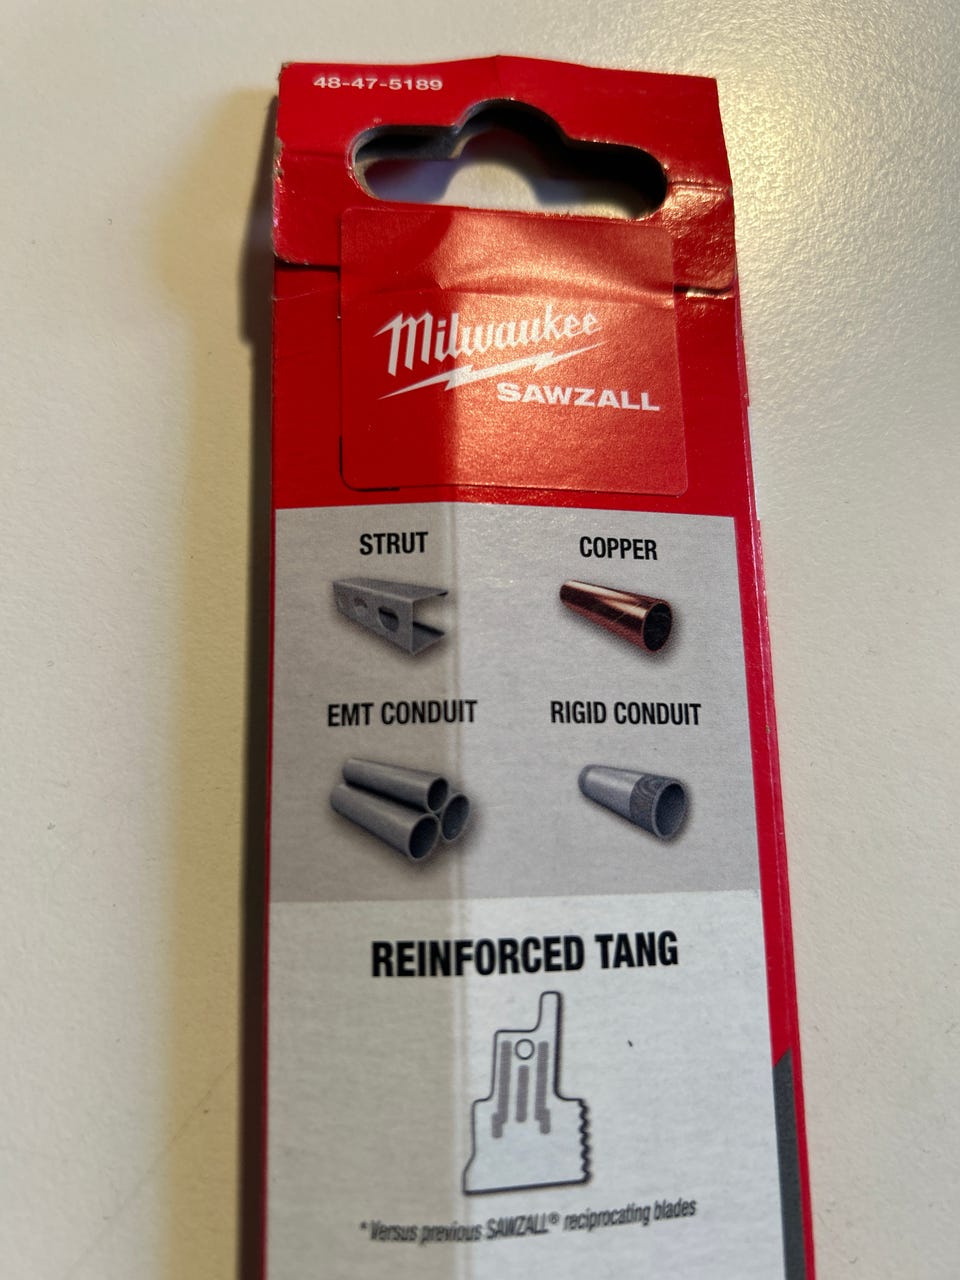 48-47-5189
Milwaukee
SAWZALL
STRUT
COPPER
EMT CONDUIT
RIGID CONDUIT
REINFORCED TANG
* Versus previous SAWZALL® reciprocating blades